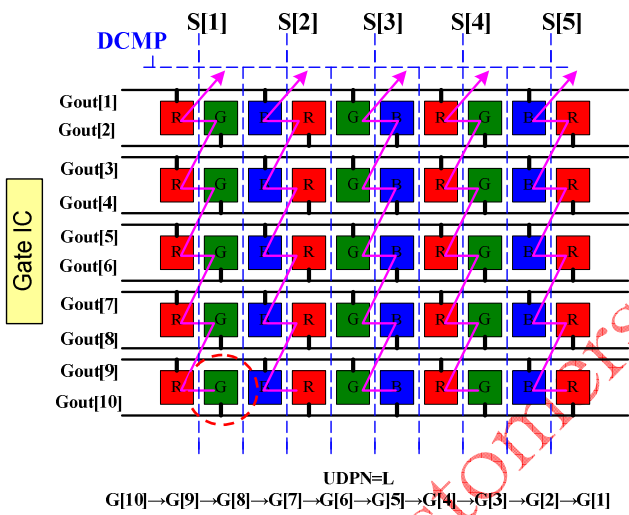 S[1] S[2] S[3] S[4] S[5]
DCMP
Gout[1]
R G B R G B R G B R
Gout[2]
Gout[3]
R G B R G B R G B R
Gout[4]
Gate IC
Gout[5]
R G B R G B R G B R
Gout[6]
Gout[7]
R G B R G B R G B R
Gout[8]
Gout[9]
R G B R G B R G B R
Gout[10]
UDPN=L
G[10]→G[9]→G[8]→G[7]→G[6]→G[5]→G[4]→G[3]→G[2]→G[1]